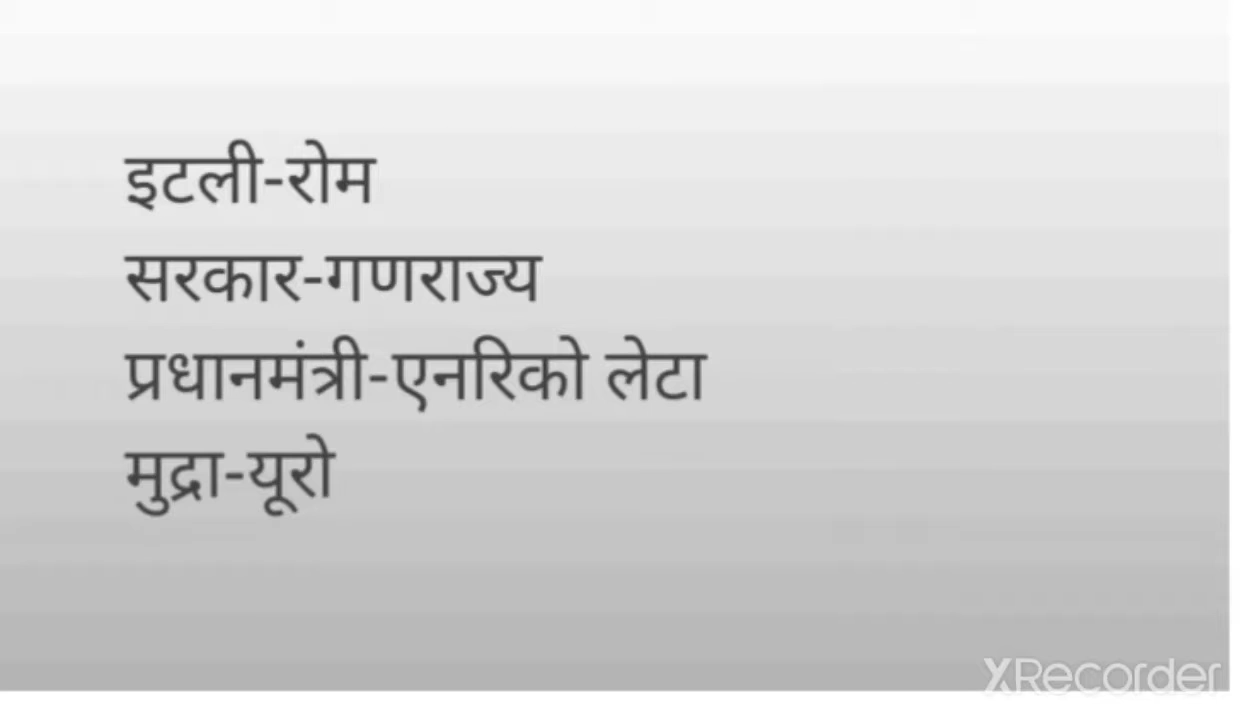 इटली-रोम
सरकार-गणराज्य
प्रधानमंत्री-एनरिको लेटा
मुद्रा-यूरो
XRecorder